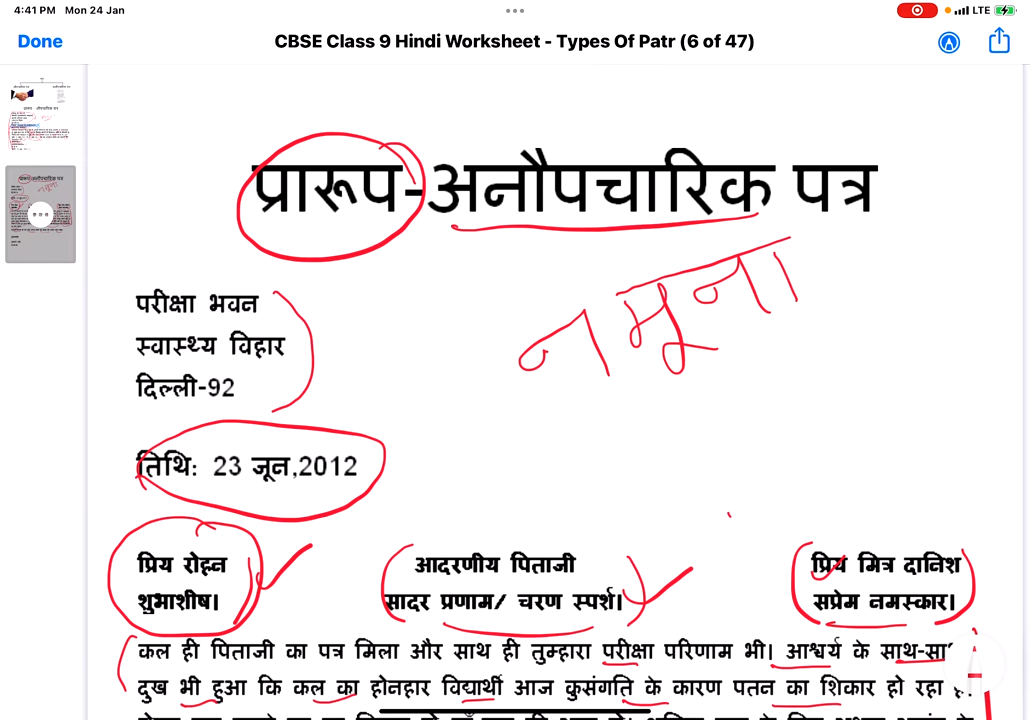 4:41 PM Mon 24 Jan
LTE
Done
CBSE Class 9 Hindi Worksheet - Types Of Patr (6 of 47)
प्रारूप-अनौपचारिक पत्र
नमूना
परीक्षा भवन
स्वास्थ्य विहार
दिल्ली-92
तिथि: 23 जून,2012
प्रिय रोहन आदरणीय पिताजी प्रिय मित्र दानिश
शुभाशीष। सादर प्रणाम/ चरण स्पर्श। सप्रेम नमस्कार।
कल ही पिताजी का पत्र मिला और साथ ही तुम्हारा परीक्षा परिणाम भी। आश्चर्य के
दुख भी हुआ कि कल का होनहार विद्यार्थी आज कुसंगति के कारण पतन का शिकार हो रहा